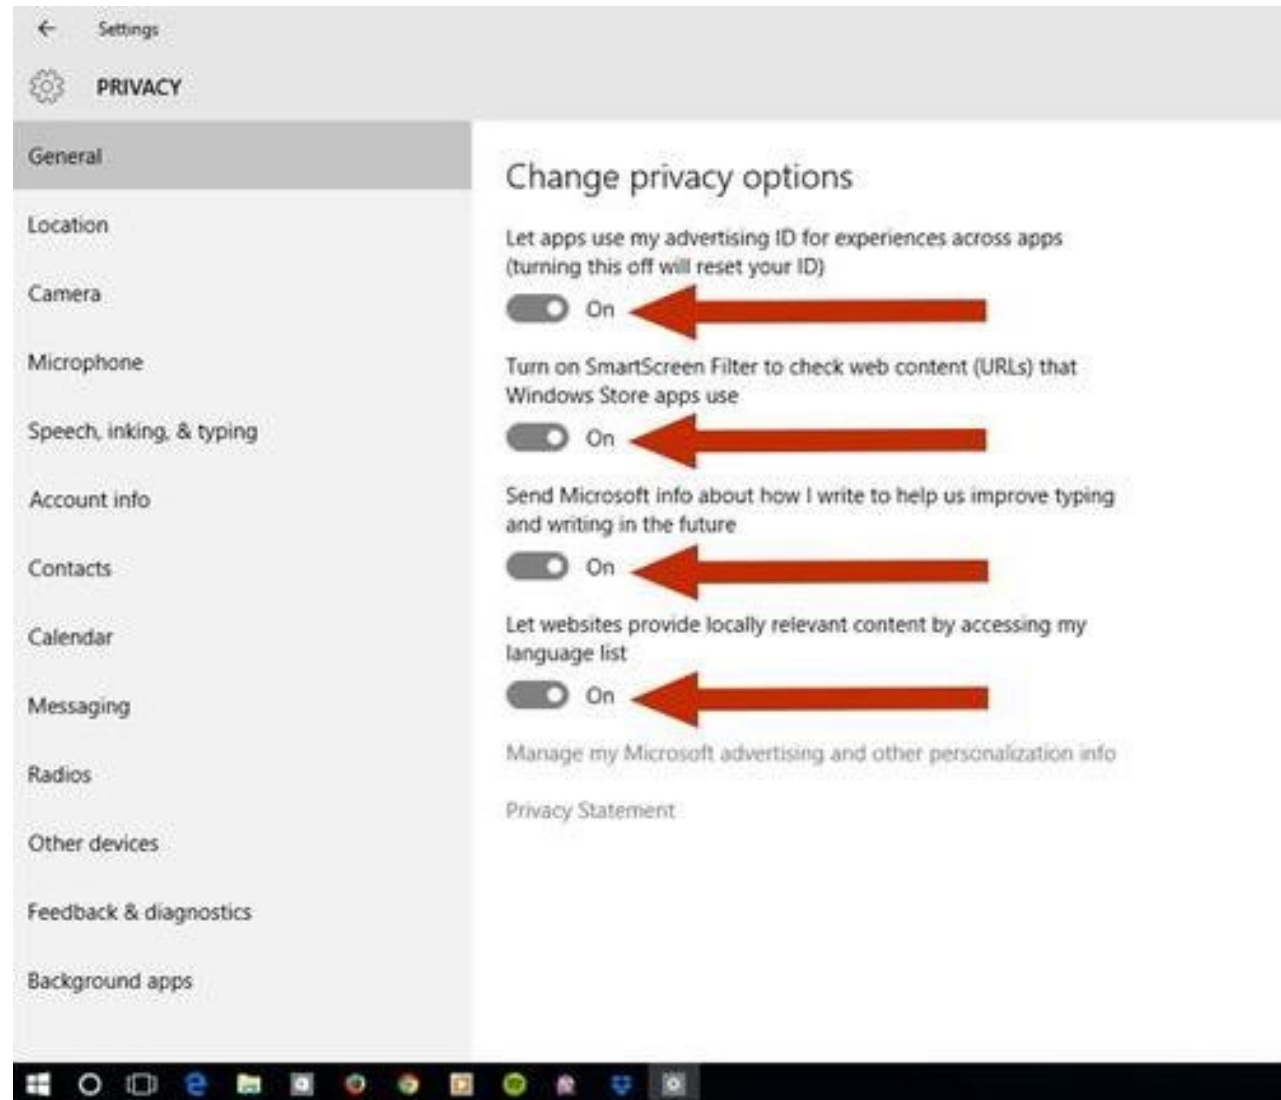 Settings
PRIVACY
General
Location
Camera
Microphone
Speech, inking, & typing
Account info
Contacts
Calendar
Messaging
Radios
Other devices
Feedback & diagnostics
Background apps
Change privacy options
Let apps use my advertising ID for experiences across apps
(turning this off will reset your ID)
On
Turn on SmartScreen Filter to check web content (URLs) that
Windows Store apps use
On
Send Microsoft info about how I write to help us improve typing
and writing in the future
On
Let websites provide locally relevant content by accessing my
language list
On
Manage my Microsoft advertising and other personalization info
Privacy Statement